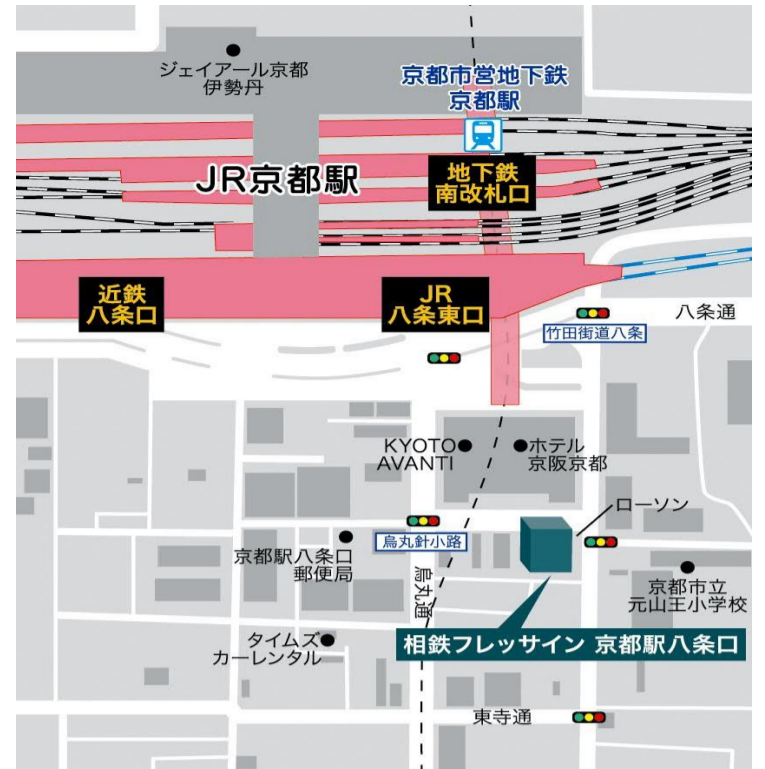 ジェイアール京都
伊勢丹
京都市営地下鉄
京都駅
JR京都駅
地下鉄
南改札口
近鉄
八条口
JR
八条東口
八条通
竹田街道八条
KYOTO
AVANTI
ホテル
京阪京都
ローソン
烏丸針小路
京都駅八条口
郵便局
烏丸通
京都市立
元山王小学校
タイムズ
カーレンタル
相鉄フレッサイン 京都駅八条口
東寺通